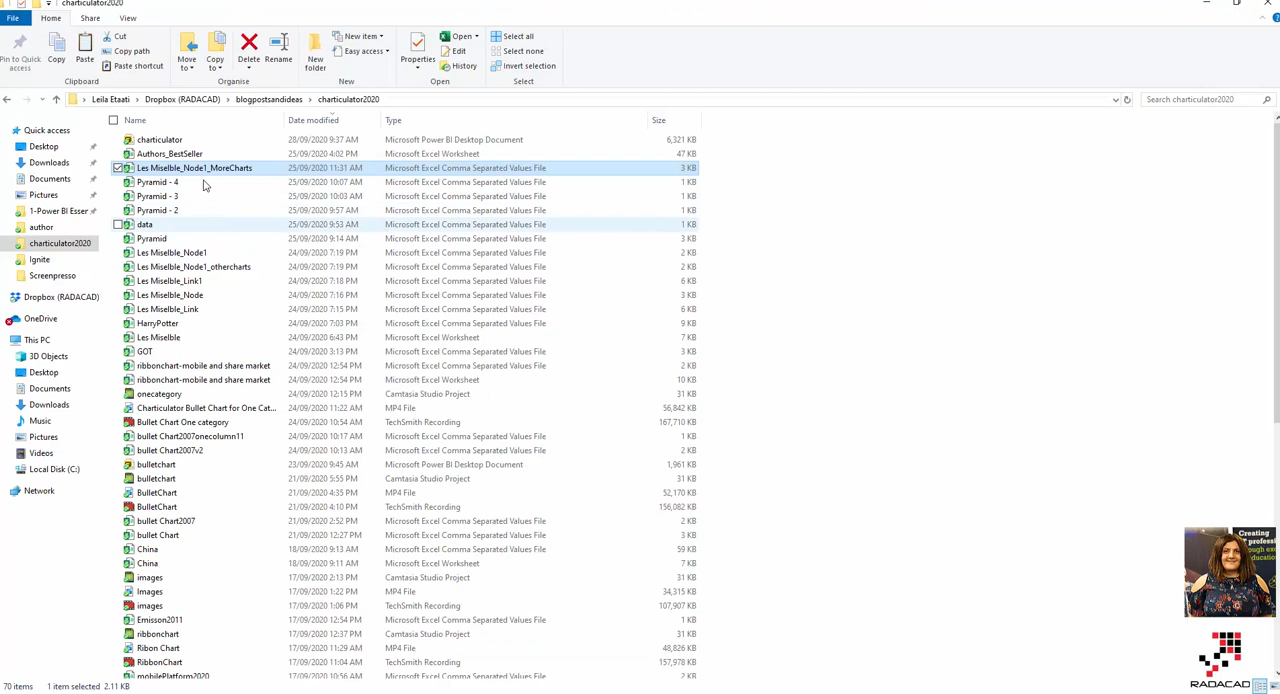 charticulator2020
File Home Share View
Pin to Quick access
Copy
Paste
Cut
Copy path
Paste shortcut
Clipboard
Move to
Copy to
Delete
Rename
Organise
New folder
New item
Easy access
New
Properties
Open
Edit
History
Open
Select all
Select none
Invert selection
Select
Leila Etaati > Dropbox (RADACAD) > blogpostsandideas > charticulator2020
Search charticulator2020
Quick access
Desktop
Downloads
Documents
Pictures
1-Power BI Esser
author
charticulator2020
Ignite
Screenpresso
Dropbox (RADACAD)
OneDrive
This PC
3D Objects
Desktop
Documents
Downloads
Music
Pictures
Videos
Local Disk (C:)
Network
Name Date modified Type Size
charticulator 28/09/2020 9:37 AM Microsoft Power BI Desktop Document 6,321 KB
Authors_BestSeller 25/09/2020 4:02 PM Microsoft Excel Worksheet 47 KB
Les Miselble_Node1_MoreCharts 25/09/2020 11:31 AM Microsoft Excel Comma Separated Values File 3 KB
Pyramid - 4 25/09/2020 10:07 AM Microsoft Excel Comma Separated Values File 1 KB
Pyramid - 3 25/09/2020 10:03 AM Microsoft Excel Comma Separated Values File 1 KB
Pyramid - 2 25/09/2020 9:57 AM Microsoft Excel Comma Separated Values File 1 KB
data 25/09/2020 9:53 AM Microsoft Excel Comma Separated Values File 1 KB
Pyramid 25/09/2020 9:14 AM Microsoft Excel Comma Separated Values File 3 KB
Les Miselble_Node1 24/09/2020 7:19 PM Microsoft Excel Comma Separated Values File 2 KB
Les Miselble_Node1_othercharts 24/09/2020 7:19 PM Microsoft Excel Comma Separated Values File 2 KB
Les Miselble_Link1 24/09/2020 7:18 PM Microsoft Excel Comma Separated Values File 6 KB
Les Miselble_Node 24/09/2020 7:16 PM Microsoft Excel Comma Separated Values File 3 KB
Les Miselble_Link 24/09/2020 7:15 PM Microsoft Excel Comma Separated Values File 6 KB
HarryPotter 24/09/2020 7:03 PM Microsoft Excel Comma Separated Values File 9 KB
Les Miselble 24/09/2020 6:43 PM Microsoft Excel Worksheet 7 KB
GOT 24/09/2020 3:13 PM Microsoft Excel Comma Separated Values File 3 KB
ribbonchart-mobile and share market 24/09/2020 12:54 PM Microsoft Excel Comma Separated Values File 2 KB
ribbonchart-mobile and share market 24/09/2020 12:54 PM Microsoft Excel Worksheet 10 KB
onecategory 24/09/2020 12:15 PM Camtasia Studio Project 31 KB
Charticulator Bullet Chart for One Cat... 24/09/2020 11:22 AM MP4 File 56,842 KB
Bullet Chart One category 24/09/2020 10:54 AM TechSmith Recording 167,710 KB
bullet Chart2007onecolumn11 24/09/2020 10:17 AM Microsoft Excel Comma Separated Values File 1 KB
bullet Chart2007v2 24/09/2020 10:13 AM Microsoft Excel Comma Separated Values File 2 KB
bulletchart 23/09/2020 9:45 AM Microsoft Power BI Desktop Document 1,961 KB
bulletchart 21/09/2020 5:55 PM Camtasia Studio Project 31 KB
BulletChart 21/09/2020 4:35 PM MP4 File 52,170 KB
BulletChart 21/09/2020 4:10 PM TechSmith Recording 156,082 KB
bullet Chart2007 21/09/2020 2:52 PM Microsoft Excel Comma Separated Values File 2 KB
bullet Chart 21/09/2020 12:27 PM Microsoft Excel Comma Separated Values File 3 KB
China 18/09/2020 9:13 AM Microsoft Excel Comma Separated Values File 59 KB
China 18/09/2020 9:11 AM Microsoft Excel Worksheet 7 KB
images 17/09/2020 2:13 PM Camtasia Studio Project 31 KB
Images 17/09/2020 1:22 PM MP4 File 34,315 KB
images 17/09/2020 1:06 PM TechSmith Recording 107,907 KB
Emisson2011 17/09/2020 12:54 PM Microsoft Excel Comma Separated Values File 1 KB
ribonchart 17/09/2020 12:37 PM Camtasia Studio Project 31 KB
Ribon Chart 17/09/2020 11:29 AM MP4 File 48,826 KB
RibbonChart 17/09/2020 11:04 AM TechSmith Recording 157,978 KB
mobilePlatform2020 17/09/2020 10:56 AM Microsoft Excel Comma Separated Values File 2 KB
70 items 1 item selected 2.11 KB
Creating
RADACAD